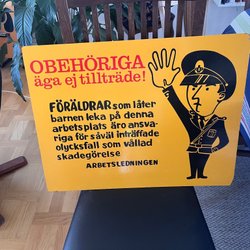 OBEHÖRIGA
äga ej tillträde!
FÖRÄLDRAR som låter
barnen leka på denna
arbetsplats äro ansva-
riga för såväl inträffade
olycksfall som vållad
skadegörelse
ARBETSLEDNINGEN